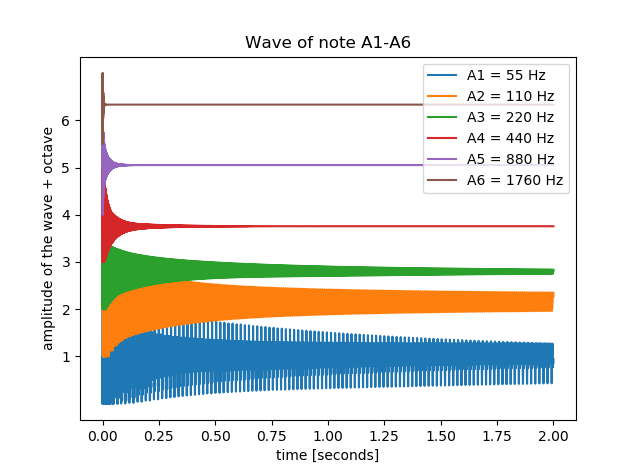 Wave of note A1-A6
A1 = 55 Hz
A2 = 110 Hz
A3 = 220 Hz
A4 = 440 Hz
A5 = 880 Hz
A6 = 1760 Hz
amplitude of the wave + octave
6
5
4
3
2
1
0.00 0.25 0.50 0.75 1.00 1.25 1.50 1.75 2.00
time [seconds]